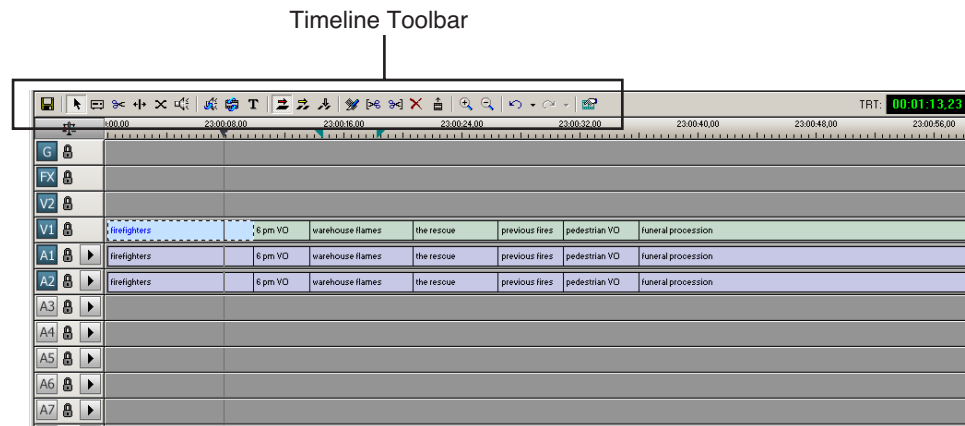 Timeline Toolbar
T
TRT: 00:01:13,23
:00,00 23:00:08,00 23:00:16,00 23:00:24,00 23:00:32,00 23:00:40,00 23:00:48,00 23:00:56,00
G
FX
V2
V1 firefighters 6 pm VO warehouse flames the rescue previous fires pedestrian VO funeral procession
A1 firefighters 6 pm VO warehouse flames the rescue previous fires pedestrian VO funeral procession
A2 firefighters 6 pm VO warehouse flames the rescue previous fires pedestrian VO funeral procession
A3
A4
A5
A6
A7